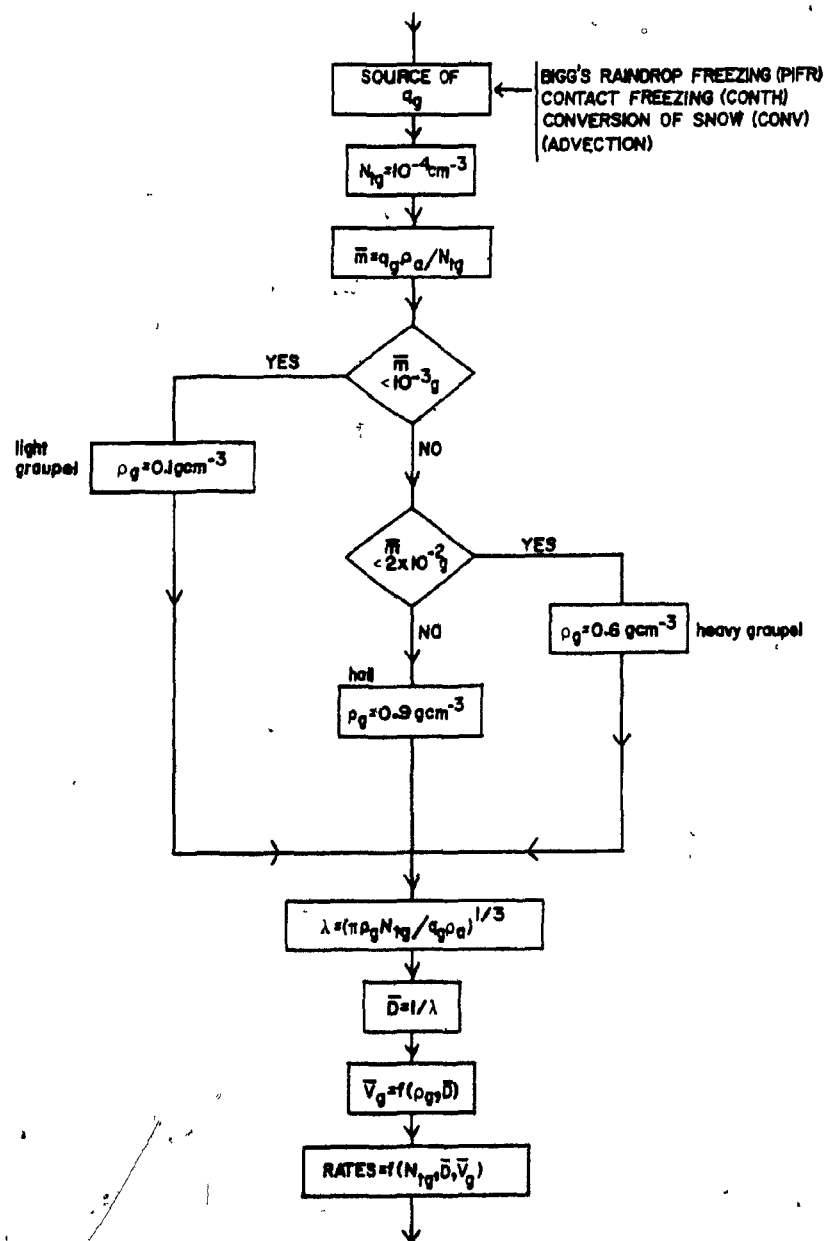 SOURCE OF
q_g
BIGG'S RAINDROP FREEZING (PIFR)
CONTACT FREEZING (CONTH)
CONVERSION OF SNOW (CONV)
(ADVECTION)
N_tg=10⁻⁴cm⁻³
m̅=q_gρ_a/N_tg
m̅
<10⁻³g
YES
NO
light
graupel
ρ_g=0.1gcm⁻³
m̅
<2x10⁻²g
YES
NO
ρ_g=0.6 gcm⁻³
heavy graupel
hail
ρ_g=0.9 gcm⁻³
λ=(πρ_gN_tg/q_gρ_a)^1/3
D̅=1/λ
V̅_g=f(ρ_g,D̅)
RATES=f(N_tg,D̅,V̅_g)